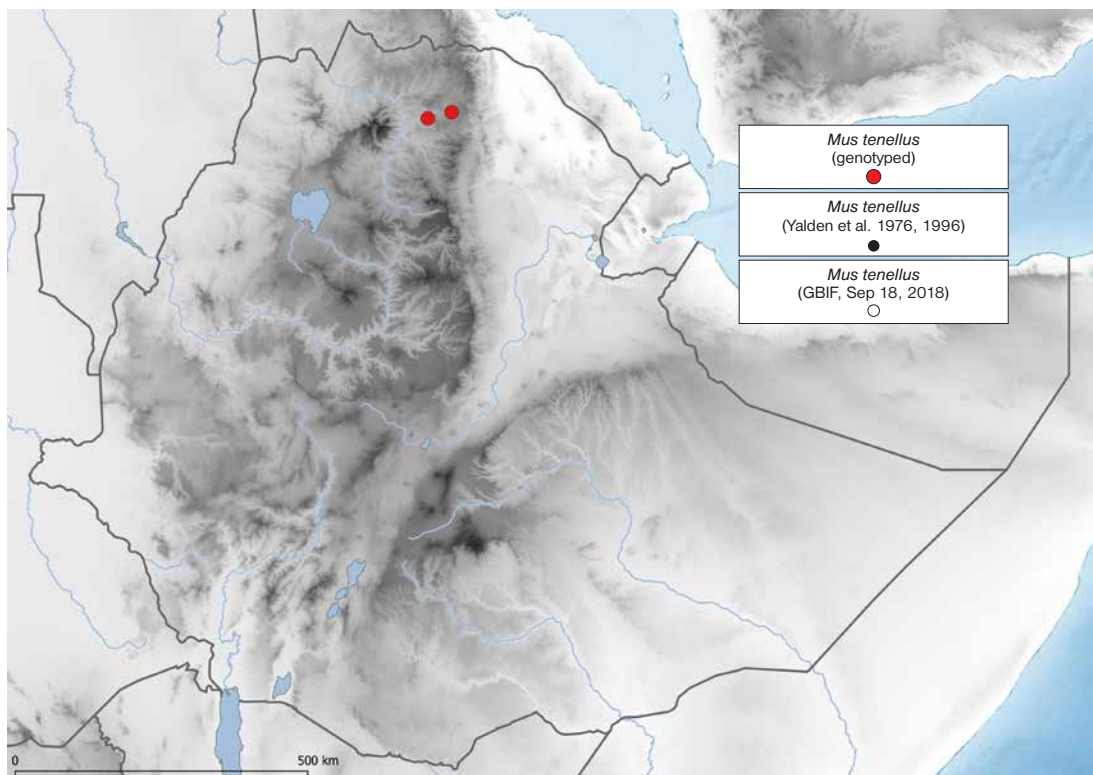 Mus tenellus
(genotyped)
Mus tenellus
(Yalden et al. 1976, 1996)
Mus tenellus
(GBIF, Sep 18, 2018)
0
500 km